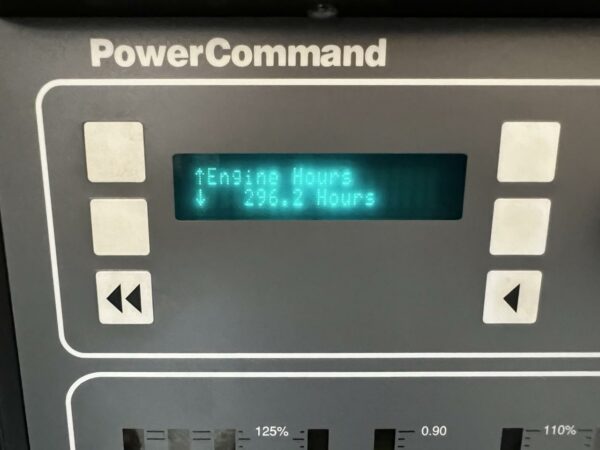 PowerCommand
↑Engine Hours
↓ 296.2 Hours
125% 0.90 110%